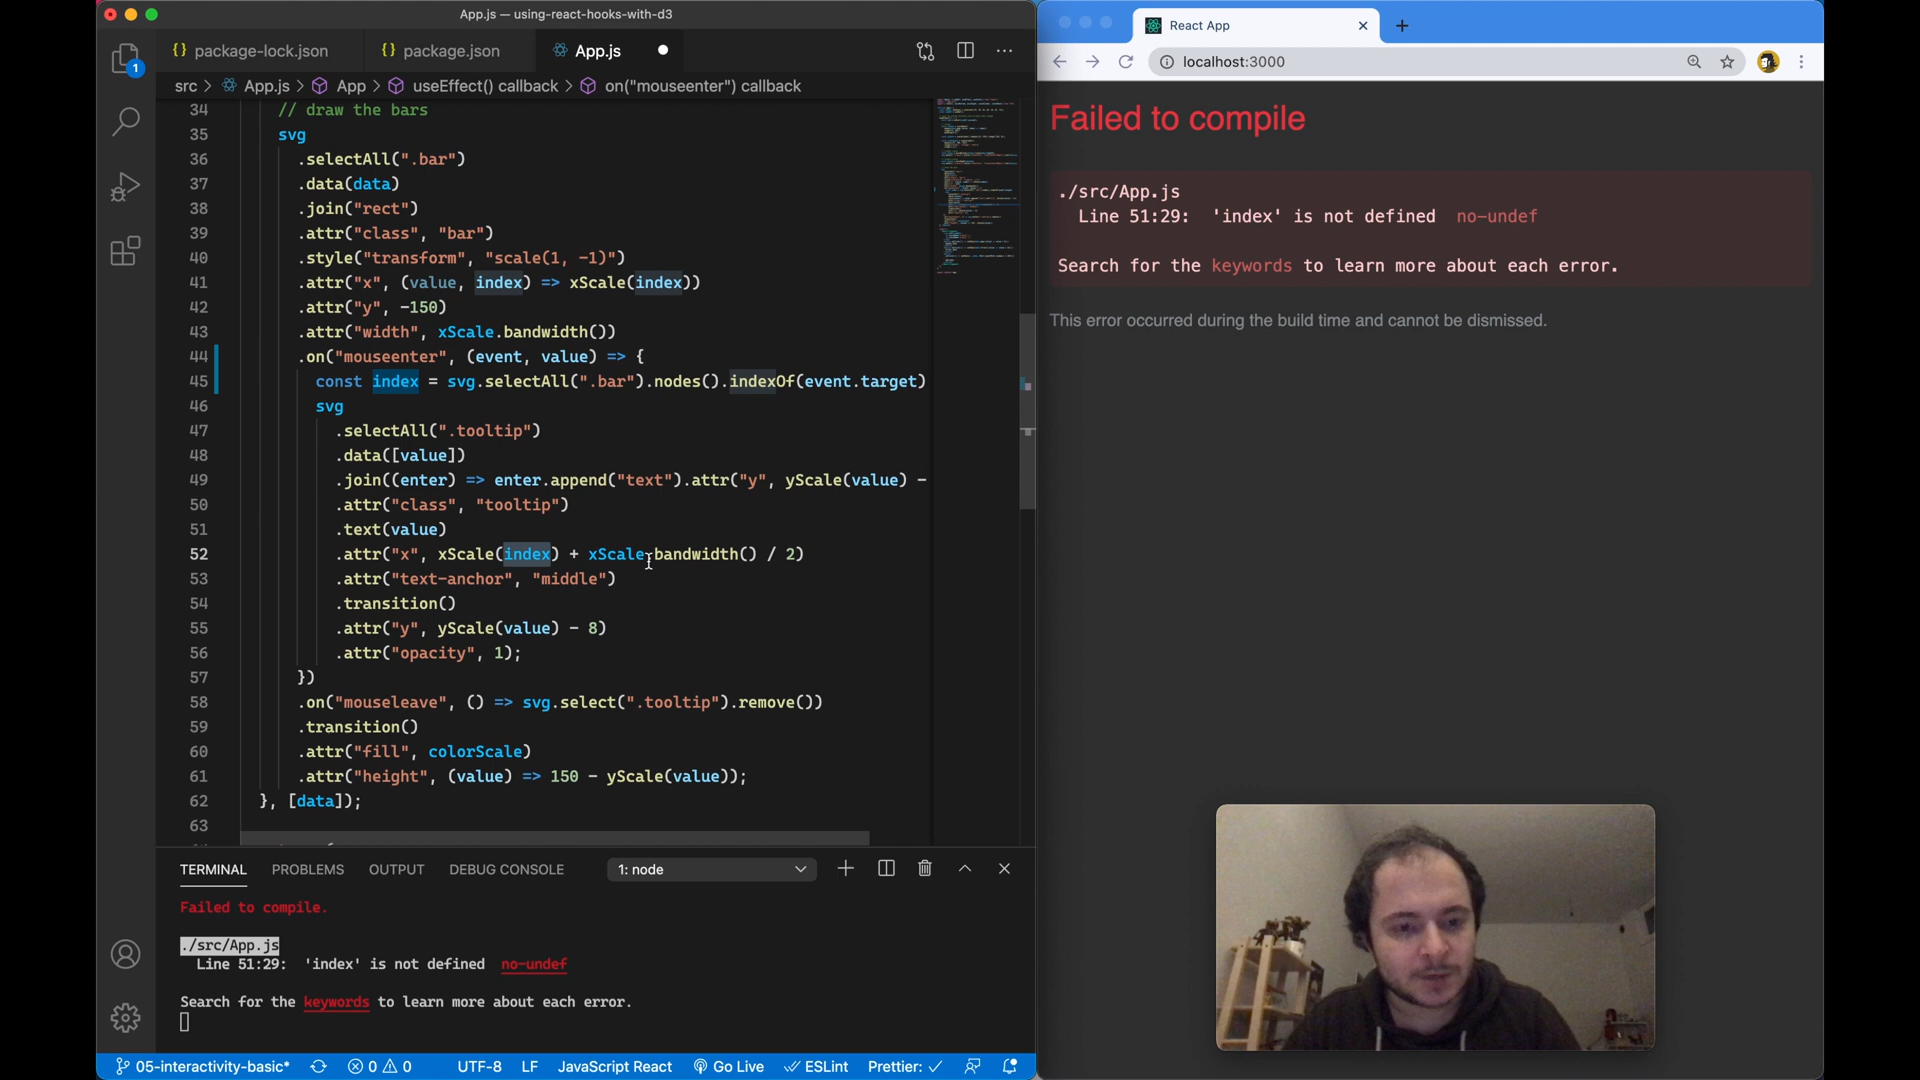 App.js — using-react-hooks-with-d3
package-lock.json
package.json
App.js
src > App.js > App > useEffect() callback > on("mouseenter") callback
34 // draw the bars
35 svg
36 .selectAll(".bar")
37 .data(data)
38 .join("rect")
39 .attr("class", "bar")
40 .style("transform", "scale(1, -1)")
41 .attr("x", (value, index) => xScale(index))
42 .attr("y", -150)
43 .attr("width", xScale.bandwidth())
44 .on("mouseenter", (event, value) => {
45 const index = svg.selectAll(".bar").nodes().indexOf(event.target)
46 svg
47 .selectAll(".tooltip")
48 .data([value])
49 .join((enter) => enter.append("text").attr("y", yScale(value) -
50 .attr("class", "tooltip")
51 .text(value)
52 .attr("x", xScale(index) + xScale.bandwidth() / 2)
53 .attr("text-anchor", "middle")
54 .transition()
55 .attr("y", yScale(value) - 8)
56 .attr("opacity", 1);
57 })
58 .on("mouseleave", () => svg.select(".tooltip").remove())
59 .transition()
60 .attr("fill", colorScale)
61 .attr("height", (value) => 150 - yScale(value));
62 }, [data]);
63
1
TERMINAL PROBLEMS OUTPUT DEBUG CONSOLE 1: node
Failed to compile.
./src/App.js
Line 51:29: 'index' is not defined no-undef
Search for the keywords to learn more about each error.
05-interactivity-basic* 0 0 UTF-8 LF JavaScript React Go Live ESLint Prettier: ✓
React App
localhost:3000
Failed to compile
./src/App.js
Line 51:29: 'index' is not defined no-undef
Search for the keywords to learn more about each error.
This error occurred during the build time and cannot be dismissed.